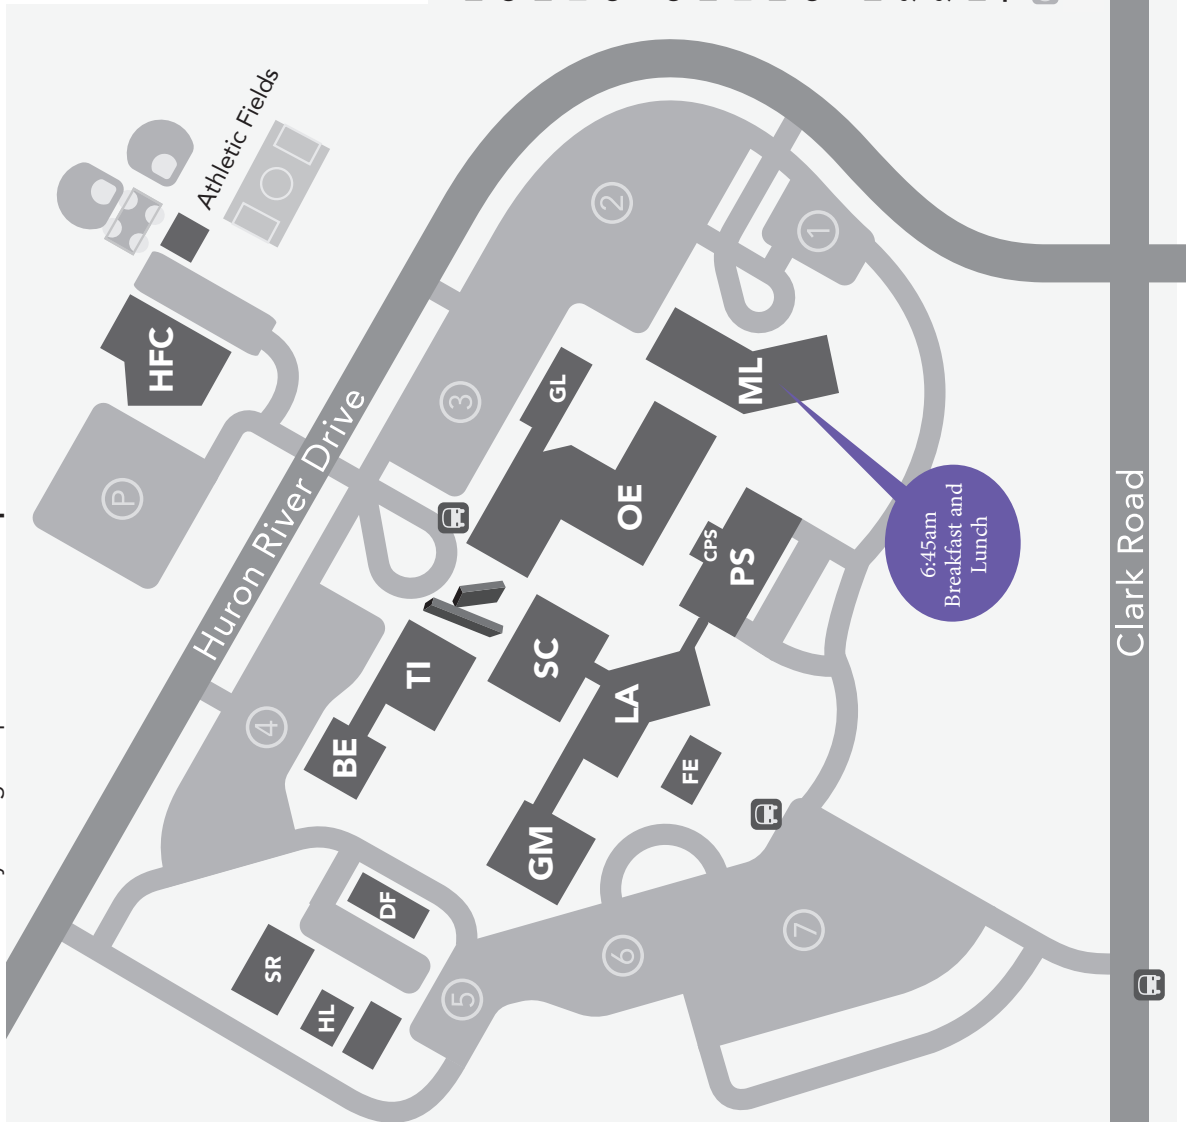 Athletic Fields
HFC
P
Huron River Drive
2
1
3
GL
ML
OE
CPS
PS
6:45am
Breakfast and
Lunch
Clark Road
4
TI
BE
SC
LA
FE
GM
DF
SR
HL
5
6
7